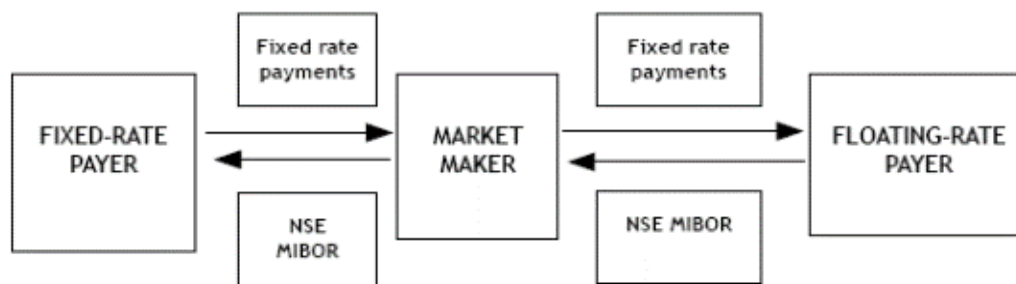 Fixed rate
payments
Fixed rate
payments
FIXED-RATE
PAYER
MARKET
MAKER
FLOATING-RATE
PAYER
NSE
MIBOR
NSE MIBOR